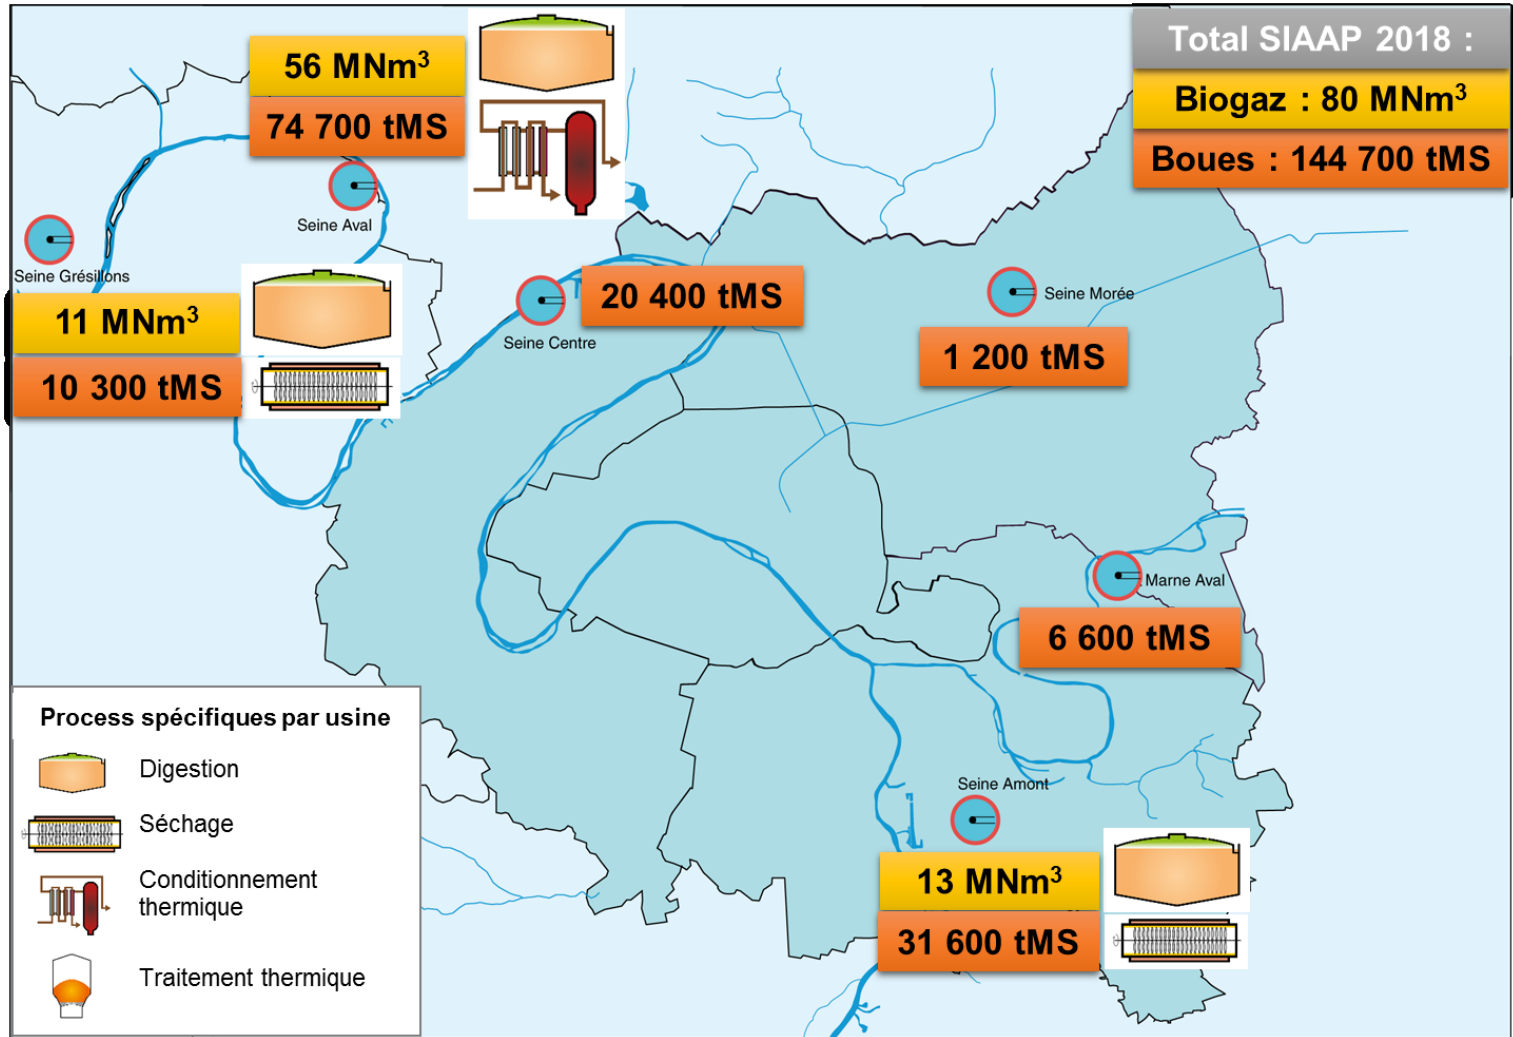 Total SIAAP 2018 :
Biogaz : 80 MNm³
Boues : 144 700 tMS
56 MNm³
74 700 tMS
Seine Aval
Seine Grésillons
11 MNm³
10 300 tMS
20 400 tMS
Seine Centre
Seine Morée
1 200 tMS
Marne Aval
6 600 tMS
Seine Amont
13 MNm³
31 600 tMS
Process spécifiques par usine
Digestion
Séchage
Conditionnement
thermique
Traitement thermique